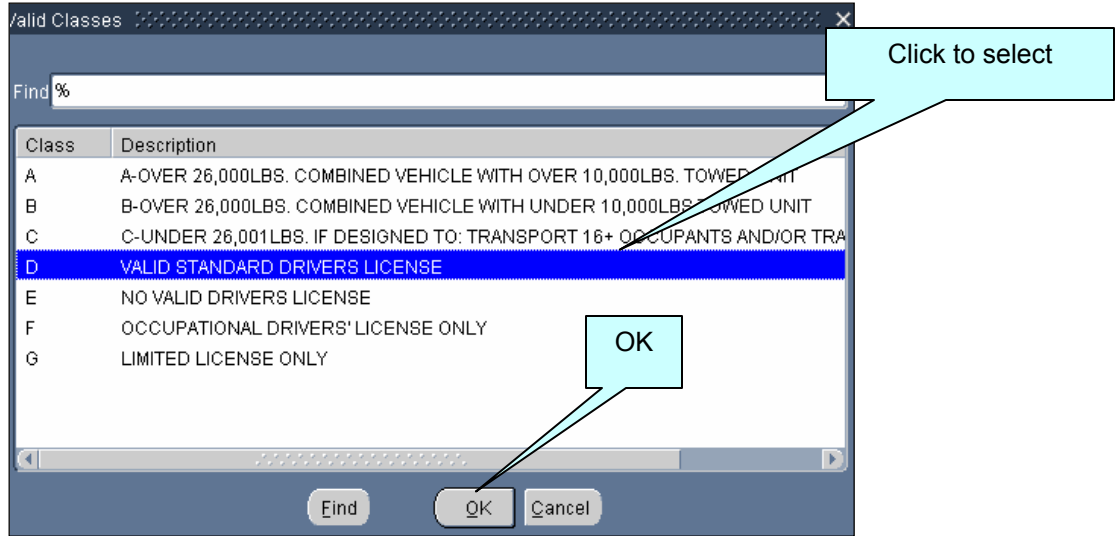 Valid Classes
Click to select
Find %
Class Description
A A-OVER 26,000LBS. COMBINED VEHICLE WITH OVER 10,000LBS. TOWED UNIT
B B-OVER 26,000LBS. COMBINED VEHICLE WITH UNDER 10,000LBS TOWED UNIT
C C-UNDER 26,001LBS. IF DESIGNED TO: TRANSPORT 16+ OCCUPANTS AND/OR TRA
D VALID STANDARD DRIVERS LICENSE
E NO VALID DRIVERS LICENSE
F OCCUPATIONAL DRIVERS' LICENSE ONLY
OK
G LIMITED LICENSE ONLY
Find OK Cancel